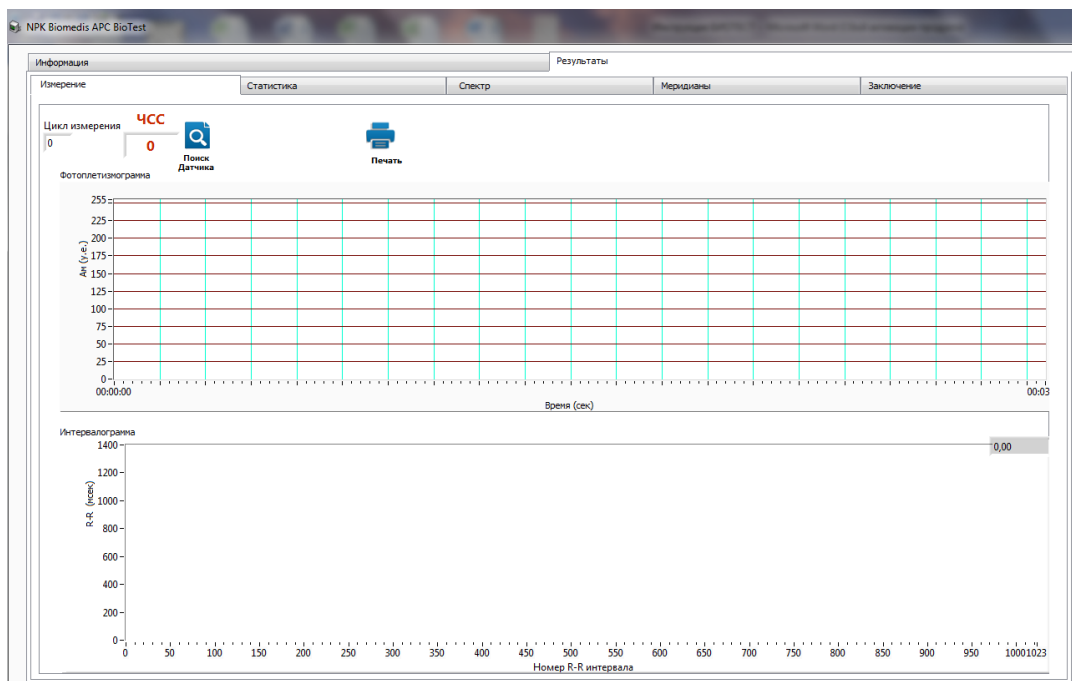 NPK Biomedis APC BioTest
Информация Результаты
Измерение Статистика Спектр Меридианы Заключение
Цикл измерения ЧСС
0 0
Поиск
Датчика
Печать
Фотоплетизмограмма
255
225
200
175
150
125
100
75
50
25
0
Ам (у.е.)
00:00:00 00:03
Время (сек)
Интервалограмма
0,00
1400
1200
1000
800
600
400
200
0
R-R (мсек)
0 50 100 150 200 250 300 350 400 450 500 550 600 650 700 750 800 850 900 950 1000 1023
Номер R-R интервала